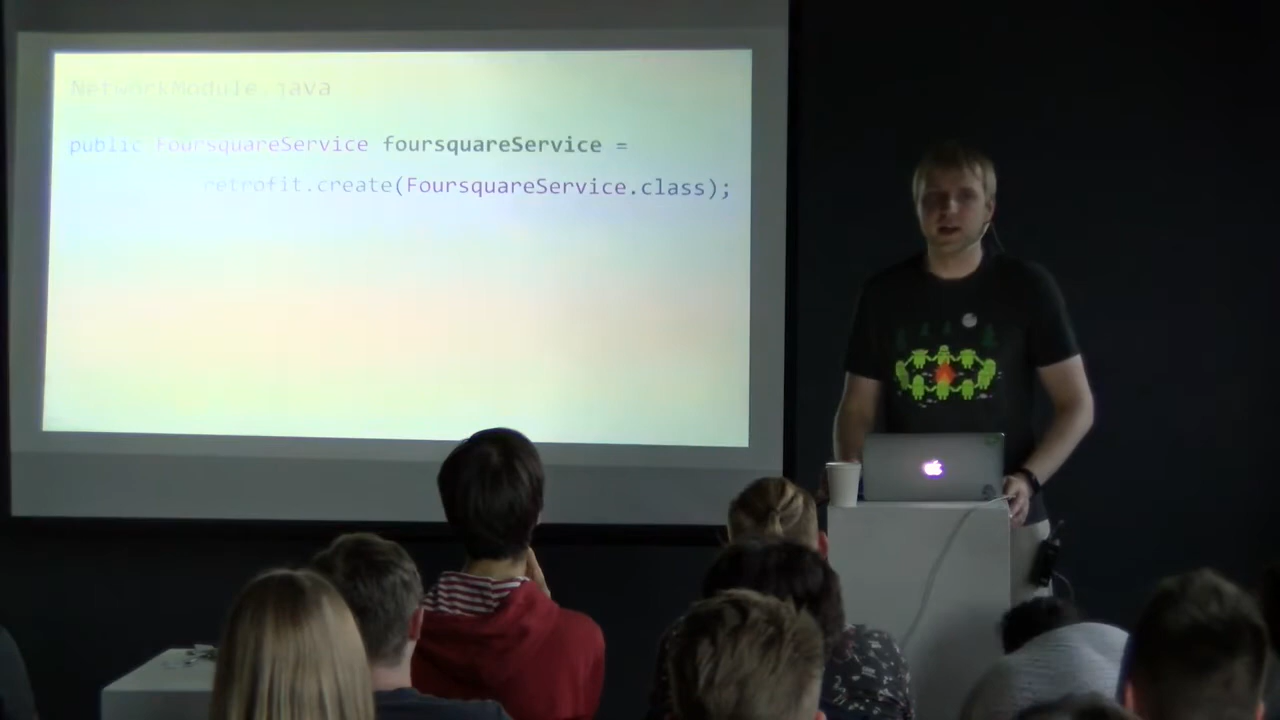 NetworkModule.java
public FoursquareService foursquareService =
retrofit.create(FoursquareService.class);